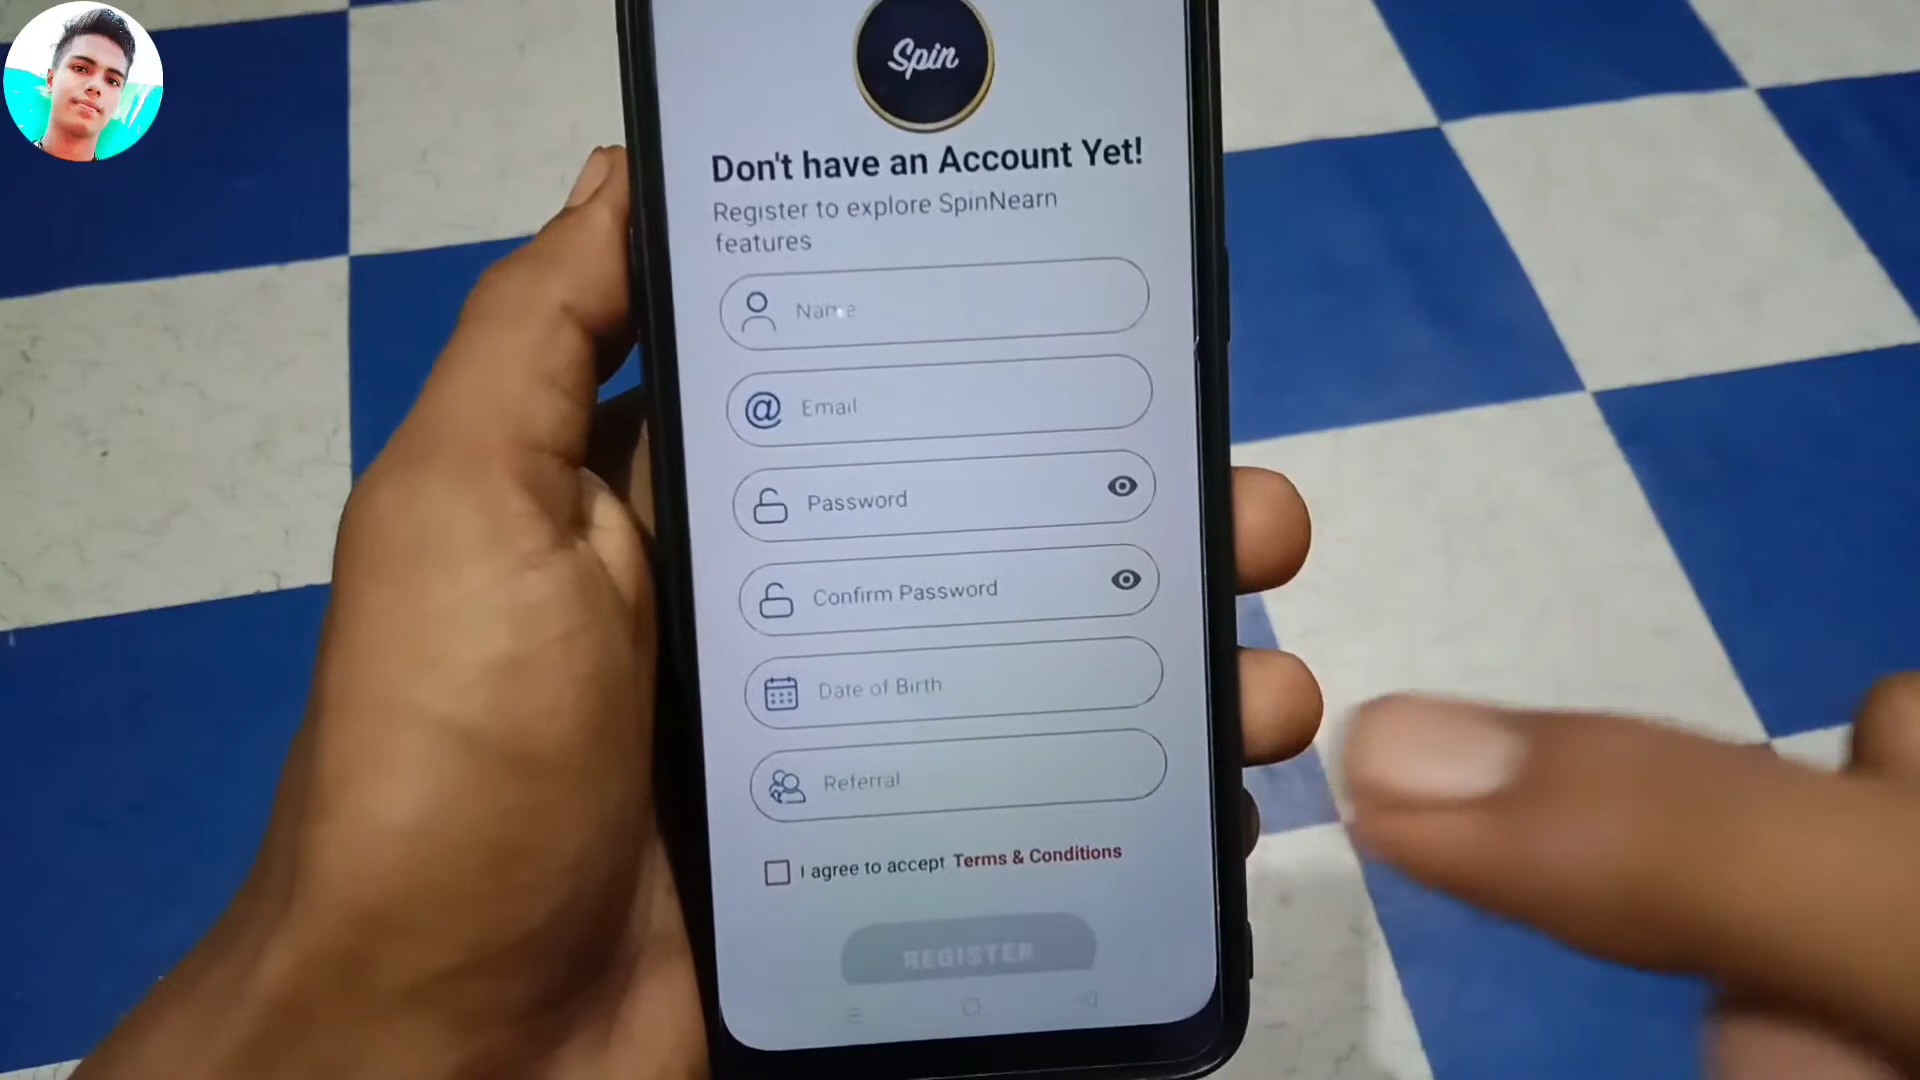 Spin
Don't have an Account Yet!
Register to explore SpinNearn
features
Name
@ Email
Password
Confirm Password
Date of Birth
Referral
I agree to accept Terms & Conditions
REGISTER